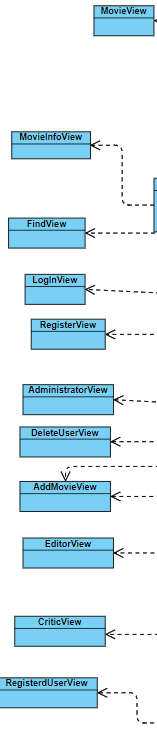 MovieView
MovieInfoView
FindView
LogInView
RegisterView
AdministratorView
DeleteUserView
AddMovieView
EditorView
CriticView
RegisterdUserView